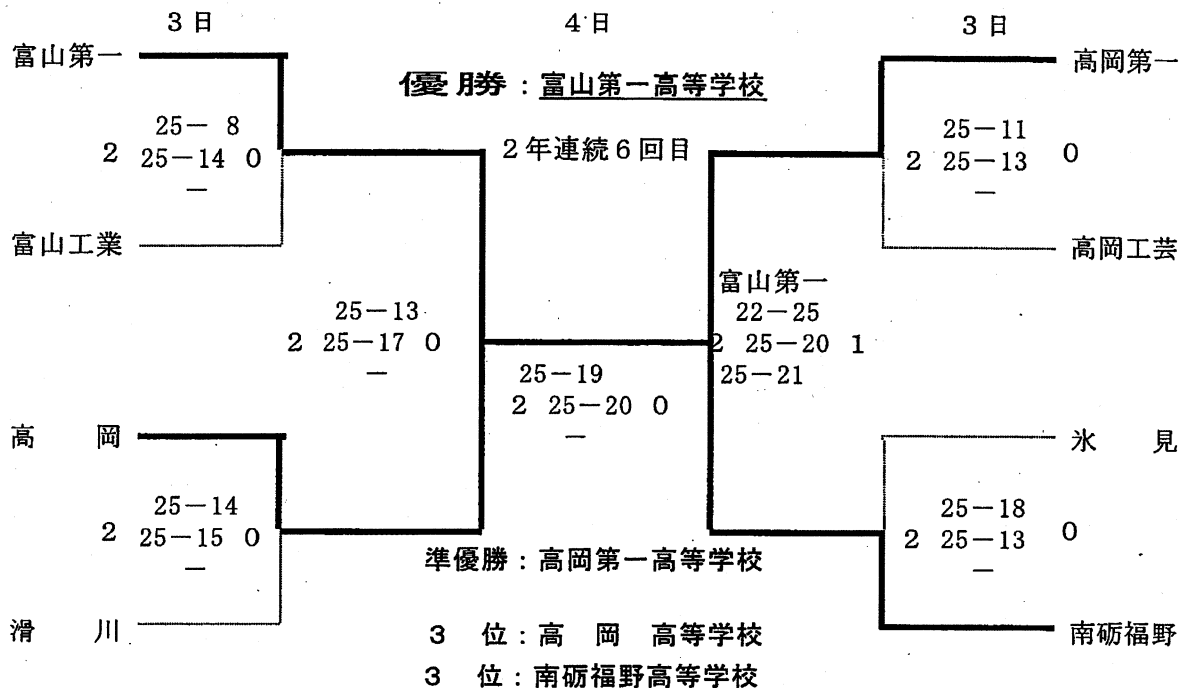 3日 4日 3日
富山第一 高岡第一
優勝：富山第一高等学校
25－ 8
2 25－14 0
－
2年連続6回目
25－11
2 25－13 0
－
富山工業 高岡工芸
25－13
2 25－17 0
－
富山第一
22－25
2 25－20 1
25－21
25－19
2 25－20 0
－
高 岡 氷 見
25－14
2 25－15 0
－
25－18
2 25－13 0
－
準優勝：高岡第一高等学校
滑 川 南砺福野
3 位：高 岡 高等学校
3 位：南砺福野高等学校